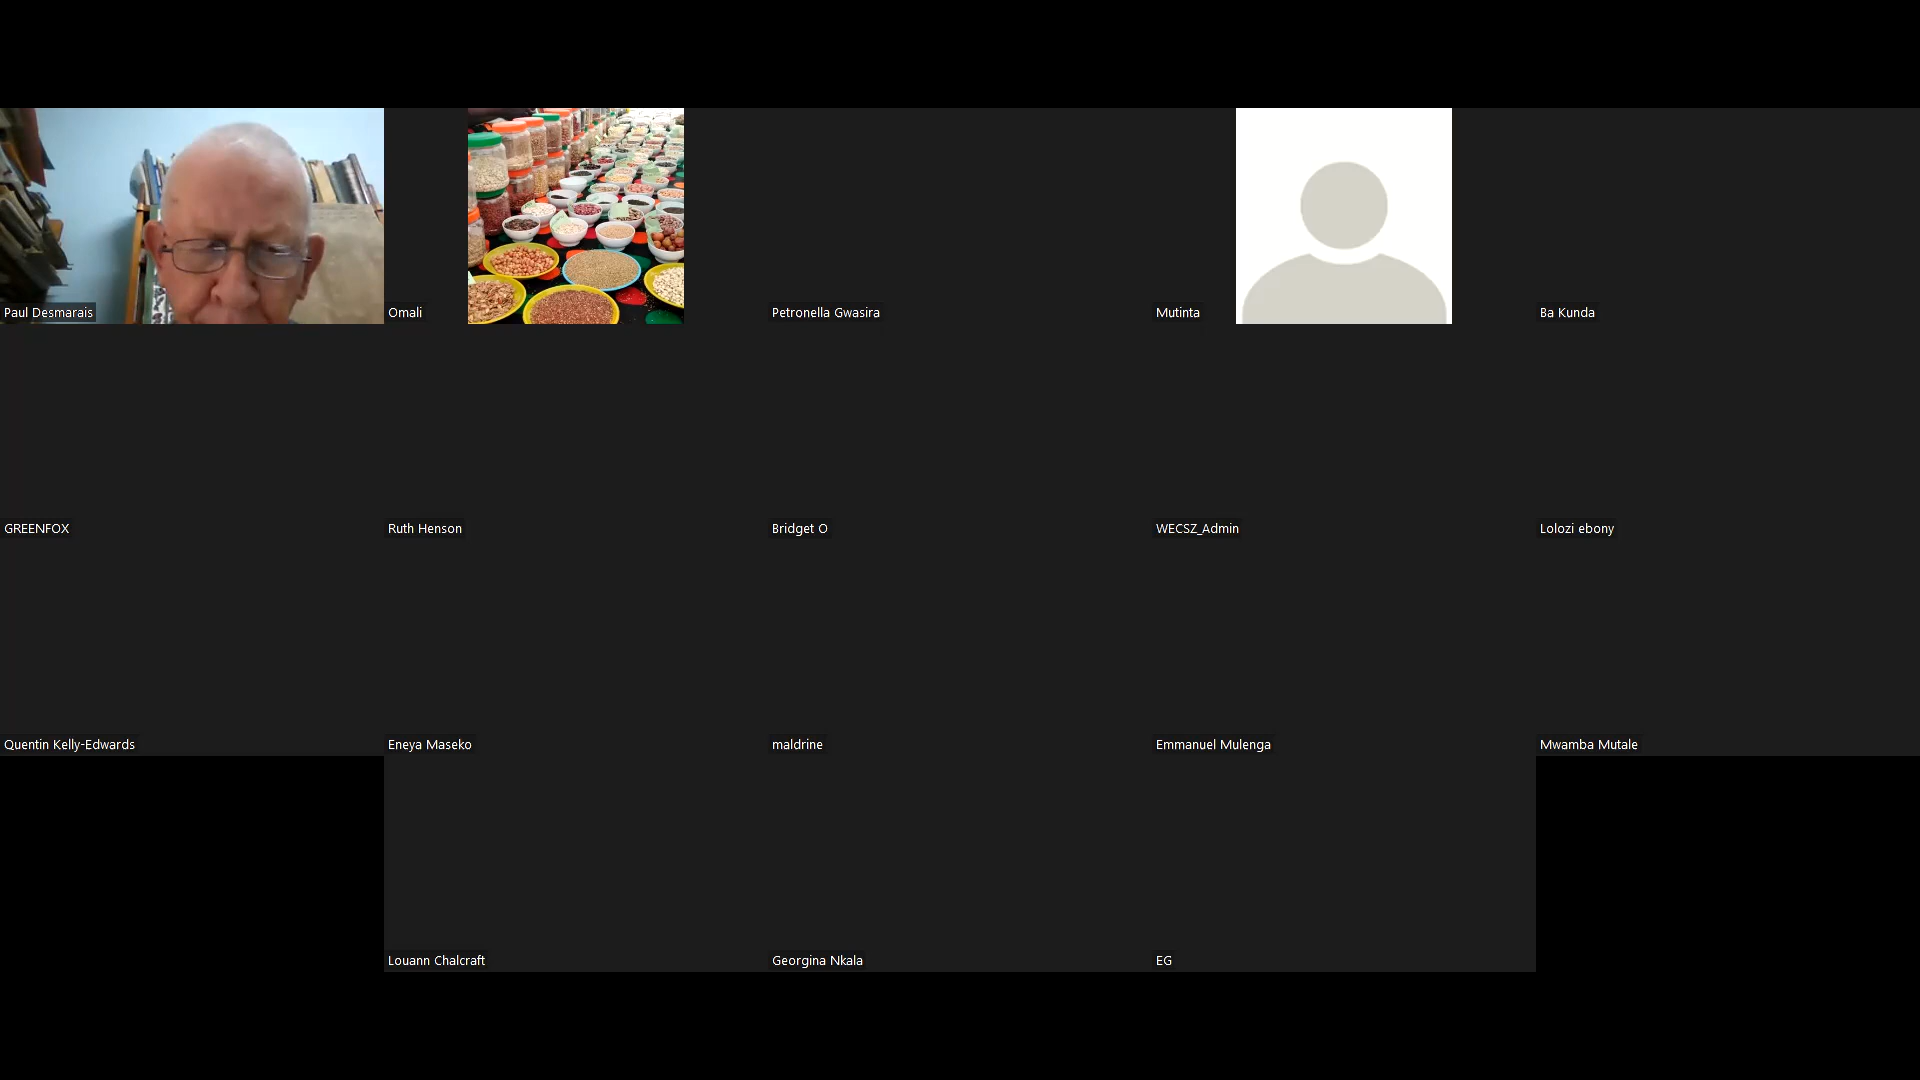 Paul Desmarais
Omali
Petronella Gwasira
Mutinta
Ba Kunda
GREENFOX
Ruth Henson
Bridget O
WECSZ_Admin
Lolozi ebony
Quentin Kelly-Edwards
Eneya Maseko
maldrine
Emmanuel Mulenga
Mwamba Mutale
Louann Chalcraft
Georgina Nkala
EG